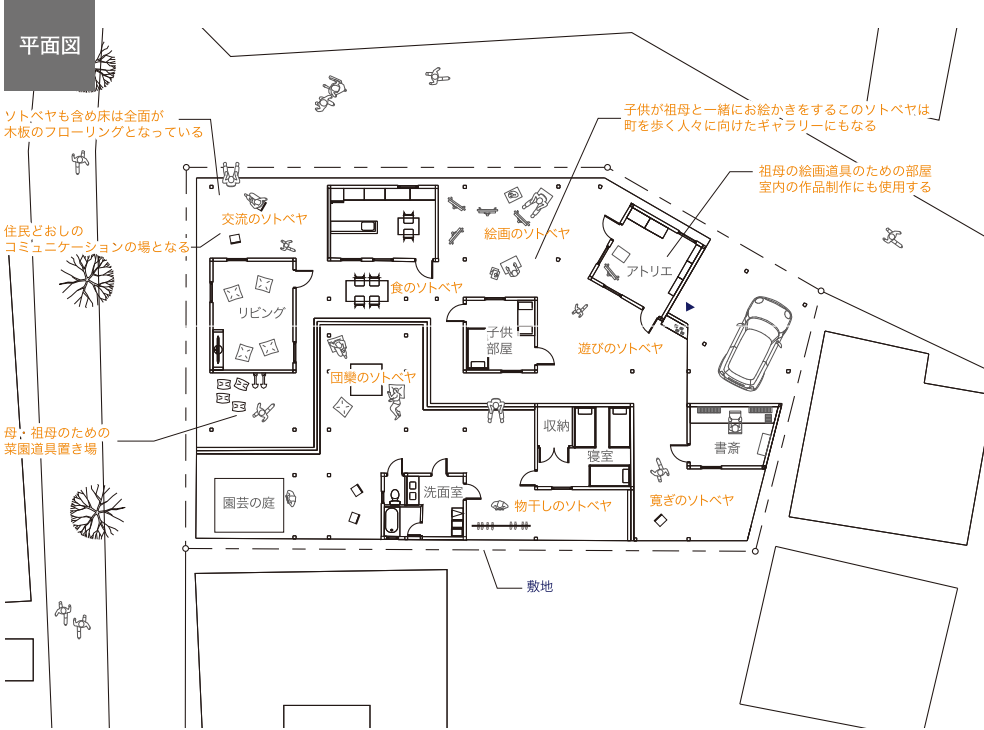 平面図
ソトベヤも含め床は全面が
木板のフローリングとなっている
子供が祖母と一緒にお絵かきをするこのソトベヤは
町を歩く人々に向けたギャラリーにもなる
祖母の絵画道具のための部屋
室内の作品制作にも使用する
交流のソトベヤ
住民どおしの
コミュニケーションの場となる
絵画のソトベヤ
アトリエ
食のソトベヤ
リビング
子供
部屋
遊びのソトベヤ
団欒のソトベヤ
母・祖母のための
菜園道具置き場
収納
寝室
書斎
園芸の庭
洗面室
物干しのソトベヤ
寛ぎのソトベヤ
敷地